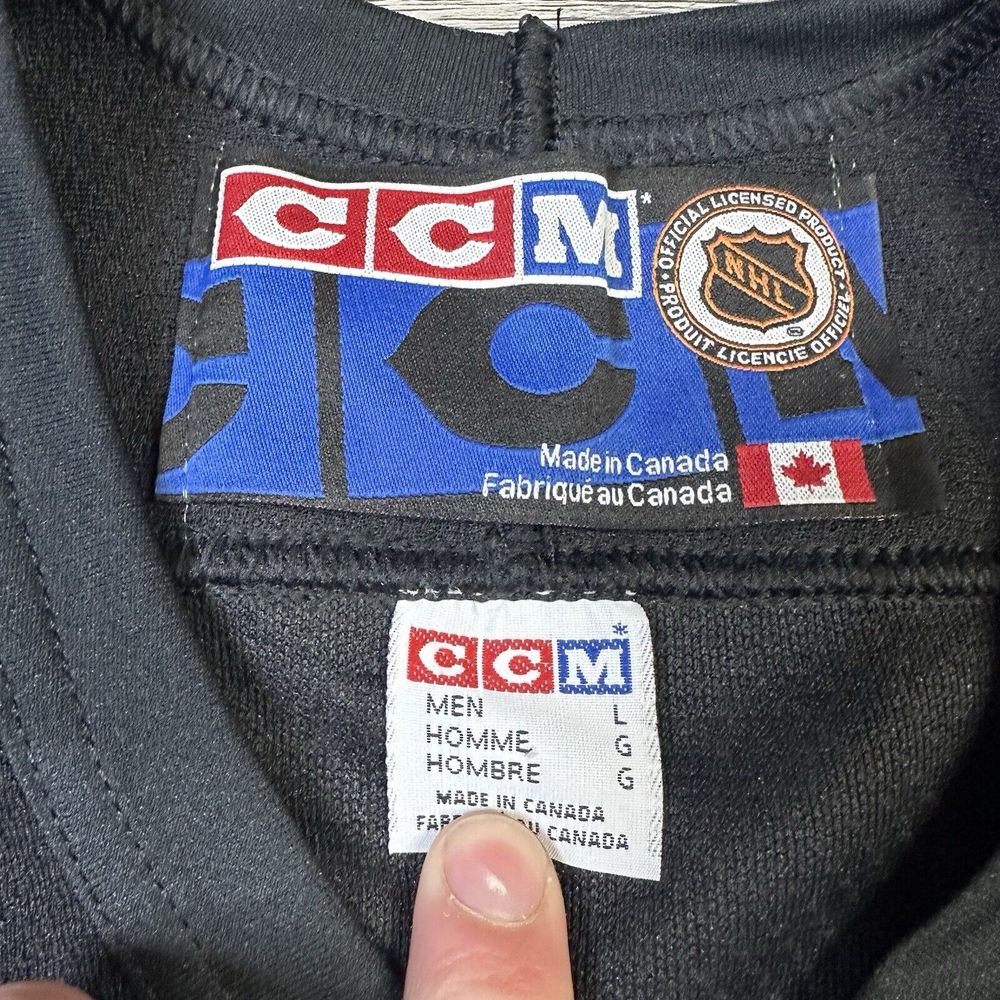 CCM*
OFFICIAL LICENSED PRODUCT
NHL
PRODUIT LICENCIE OFFICIEL
C C M
Made in Canada
Fabriqué au Canada
CCM*
MEN L
HOMME G
HOMBRE G
MADE IN CANADA
AU CANADA